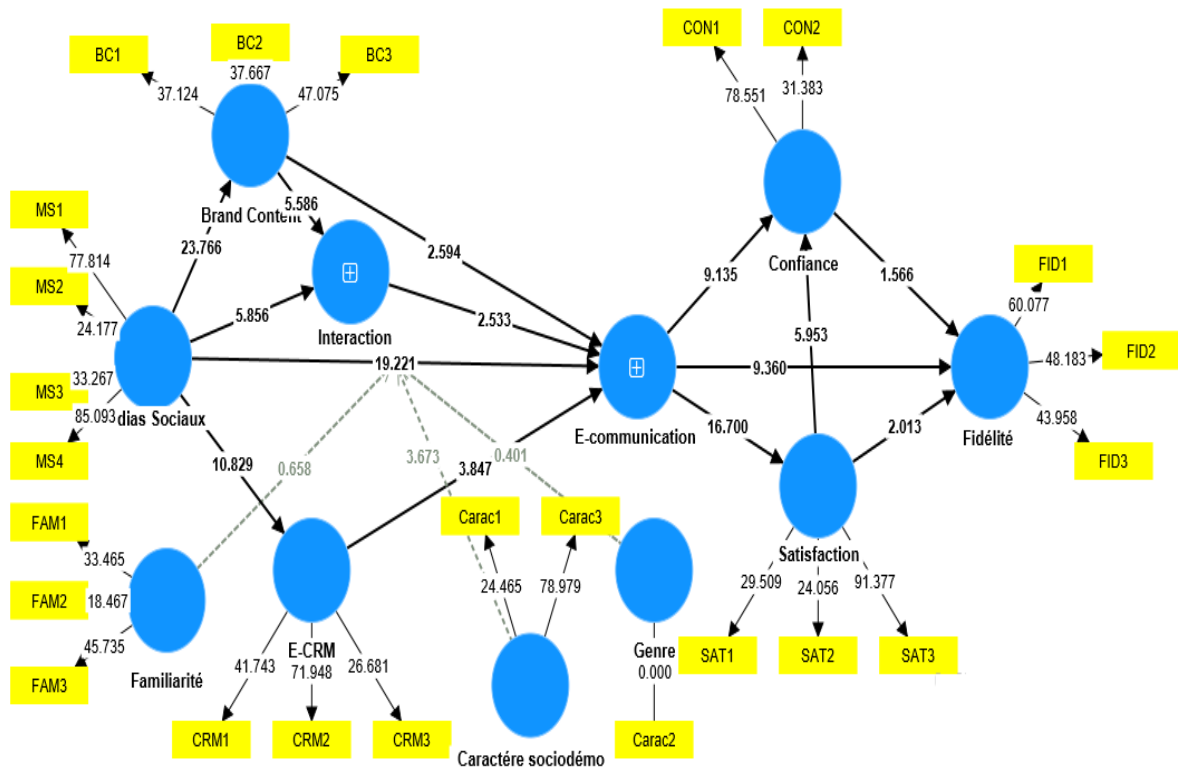 BC1
BC2
BC3
37.124
37.667
47.075
Brand Content
MS1
MS2
MS3
MS4
77.814
24.177
33.267
85.093
dias Sociaux
23.766
5.586
5.856
Interaction
2.594
2.533
19.221
10.829
3.847
0.658
3.673
0.401
E-communication
CON1
CON2
78.551
31.383
Confiance
9.135
1.566
5.953
9.360
16.700
2.013
FID1
FID2
FID3
60.077
48.183
43.958
Fidélité
Satisfaction
29.509
24.056
91.377
SAT1
SAT2
SAT3
FAM1
FAM2
FAM3
33.465
18.467
45.735
Familiarité
E-CRM
41.743
71.948
26.681
CRM1
CRM2
CRM3
Carac1
Carac3
24.465
78.979
Caractére sociodémo
Genre
0.000
Carac2